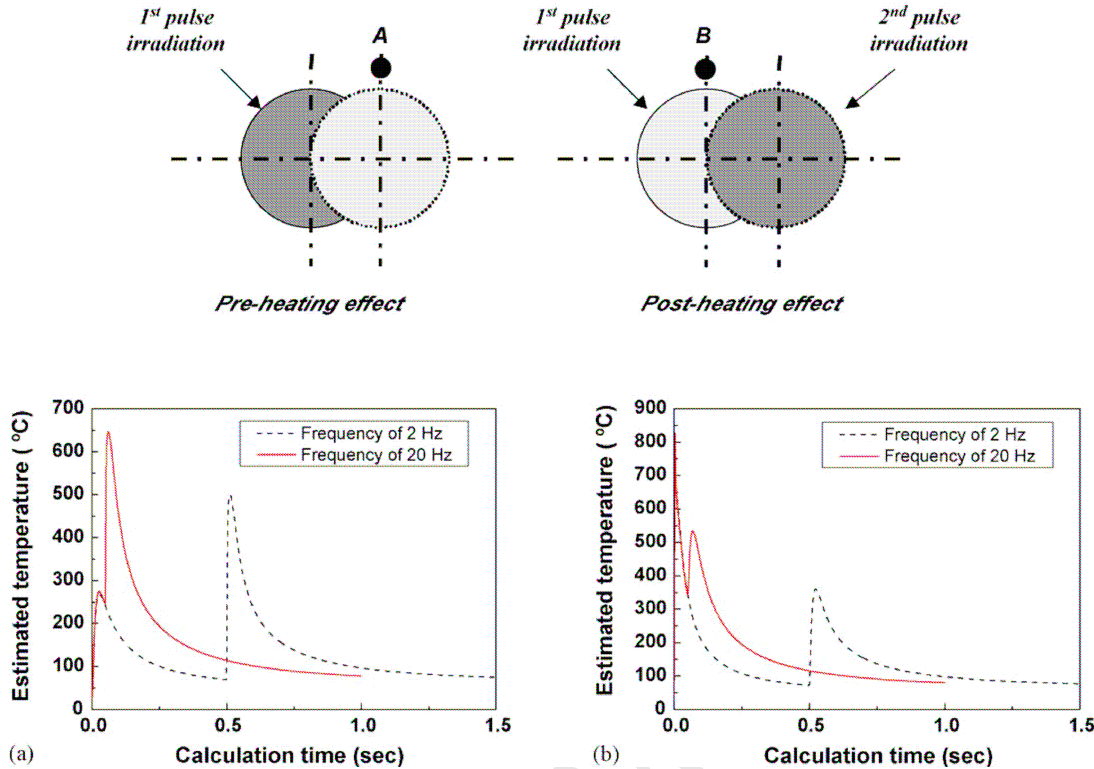 1st pulse
irradiation
A
1st pulse
irradiation
B
2nd pulse
irradiation
Pre-heating effect
Post-heating effect
Estimated temperature ( ºC)
700
600
500
400
300
200
100
0
0.0
0.5
1.0
1.5
Frequency of 2 Hz
Frequency of 20 Hz
(a)
Calculation time (sec)
Estimated temperature ( ºC)
900
800
700
600
500
400
300
200
100
0
0.0
0.5
1.0
1.5
Frequency of 2 Hz
Frequency of 20 Hz
(b)
Calculation time (sec)